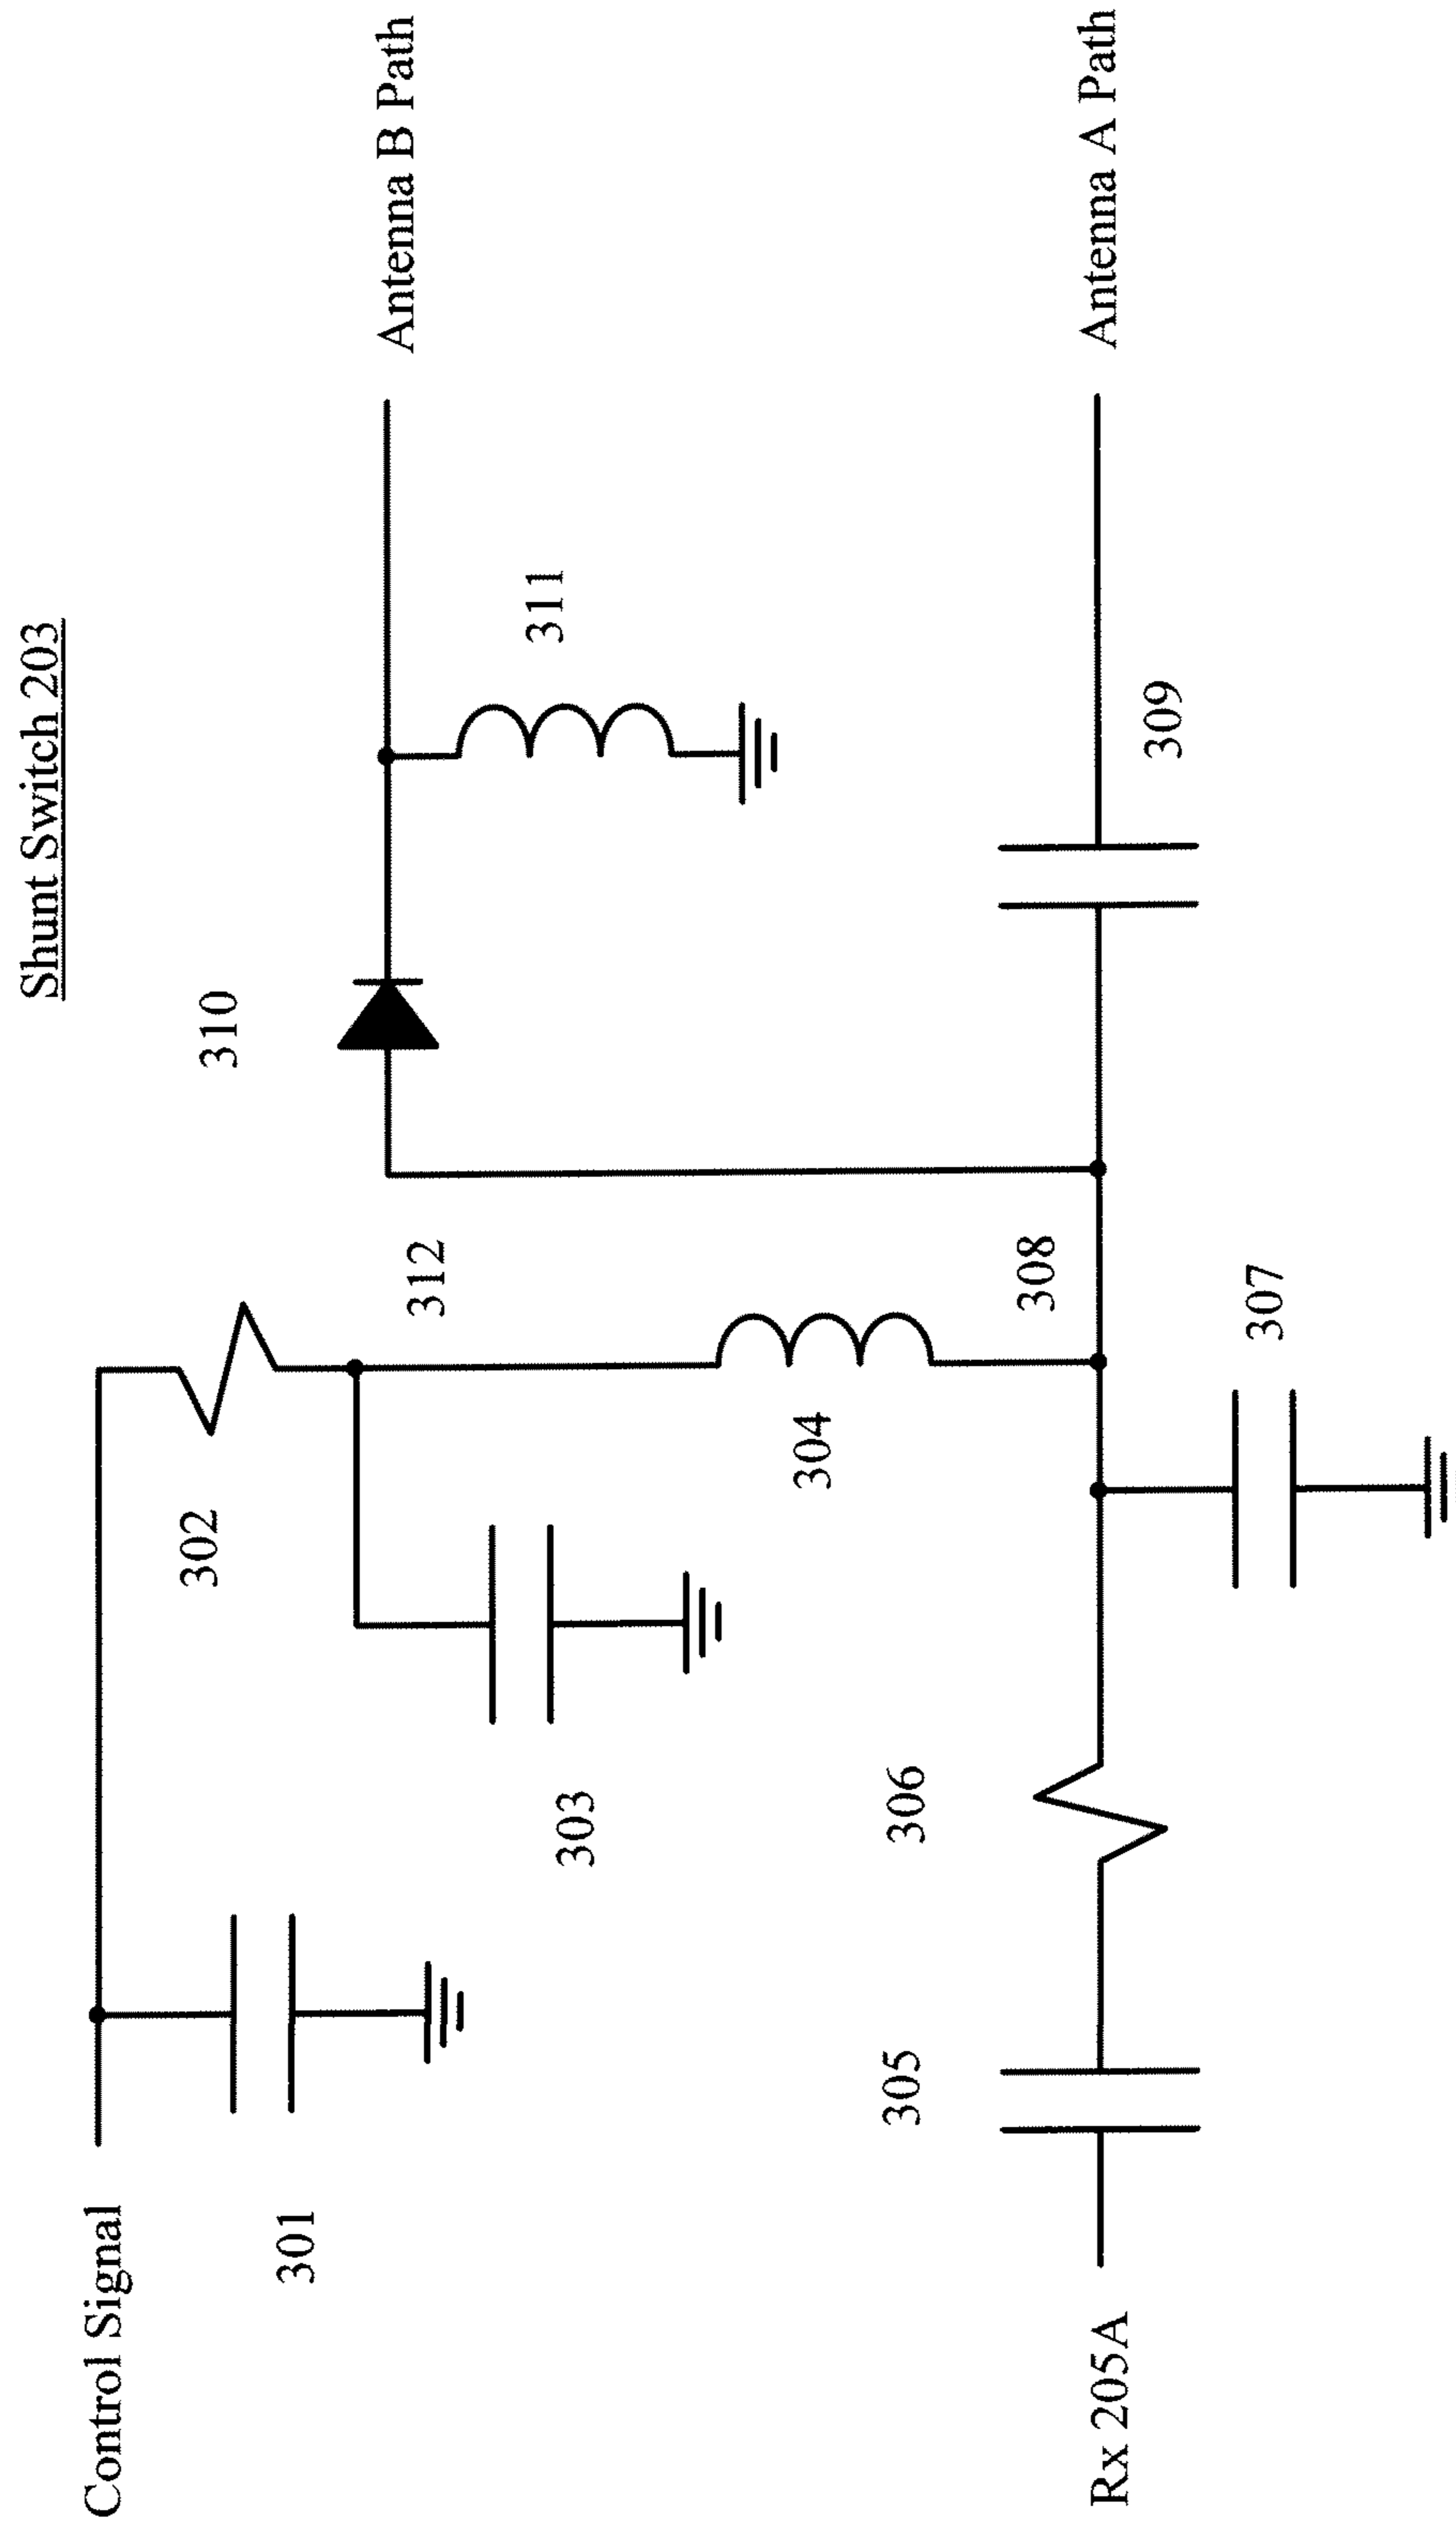 Shunt Switch 203
Control Signal
301
302
303
312
304
310
Antenna B Path
311
Rx 205A
305
306
307
308
309
Antenna A Path